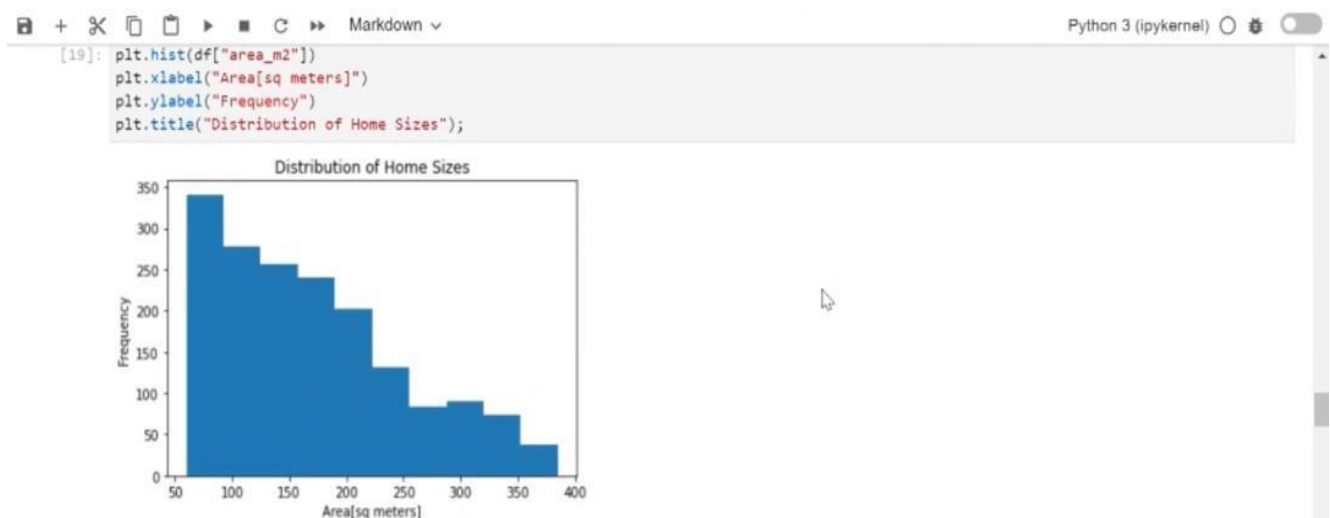 Markdown
Python 3 (ipykernel)
[19]: plt.hist(df["area_m2"])
plt.xlabel("Area[sq meters]")
plt.ylabel("Frequency")
plt.title("Distribution of Home Sizes");
Distribution of Home Sizes
350
300
250
200
150
100
50
0
Frequency
50 100 150 200 250 300 350 400
Area[sq meters]